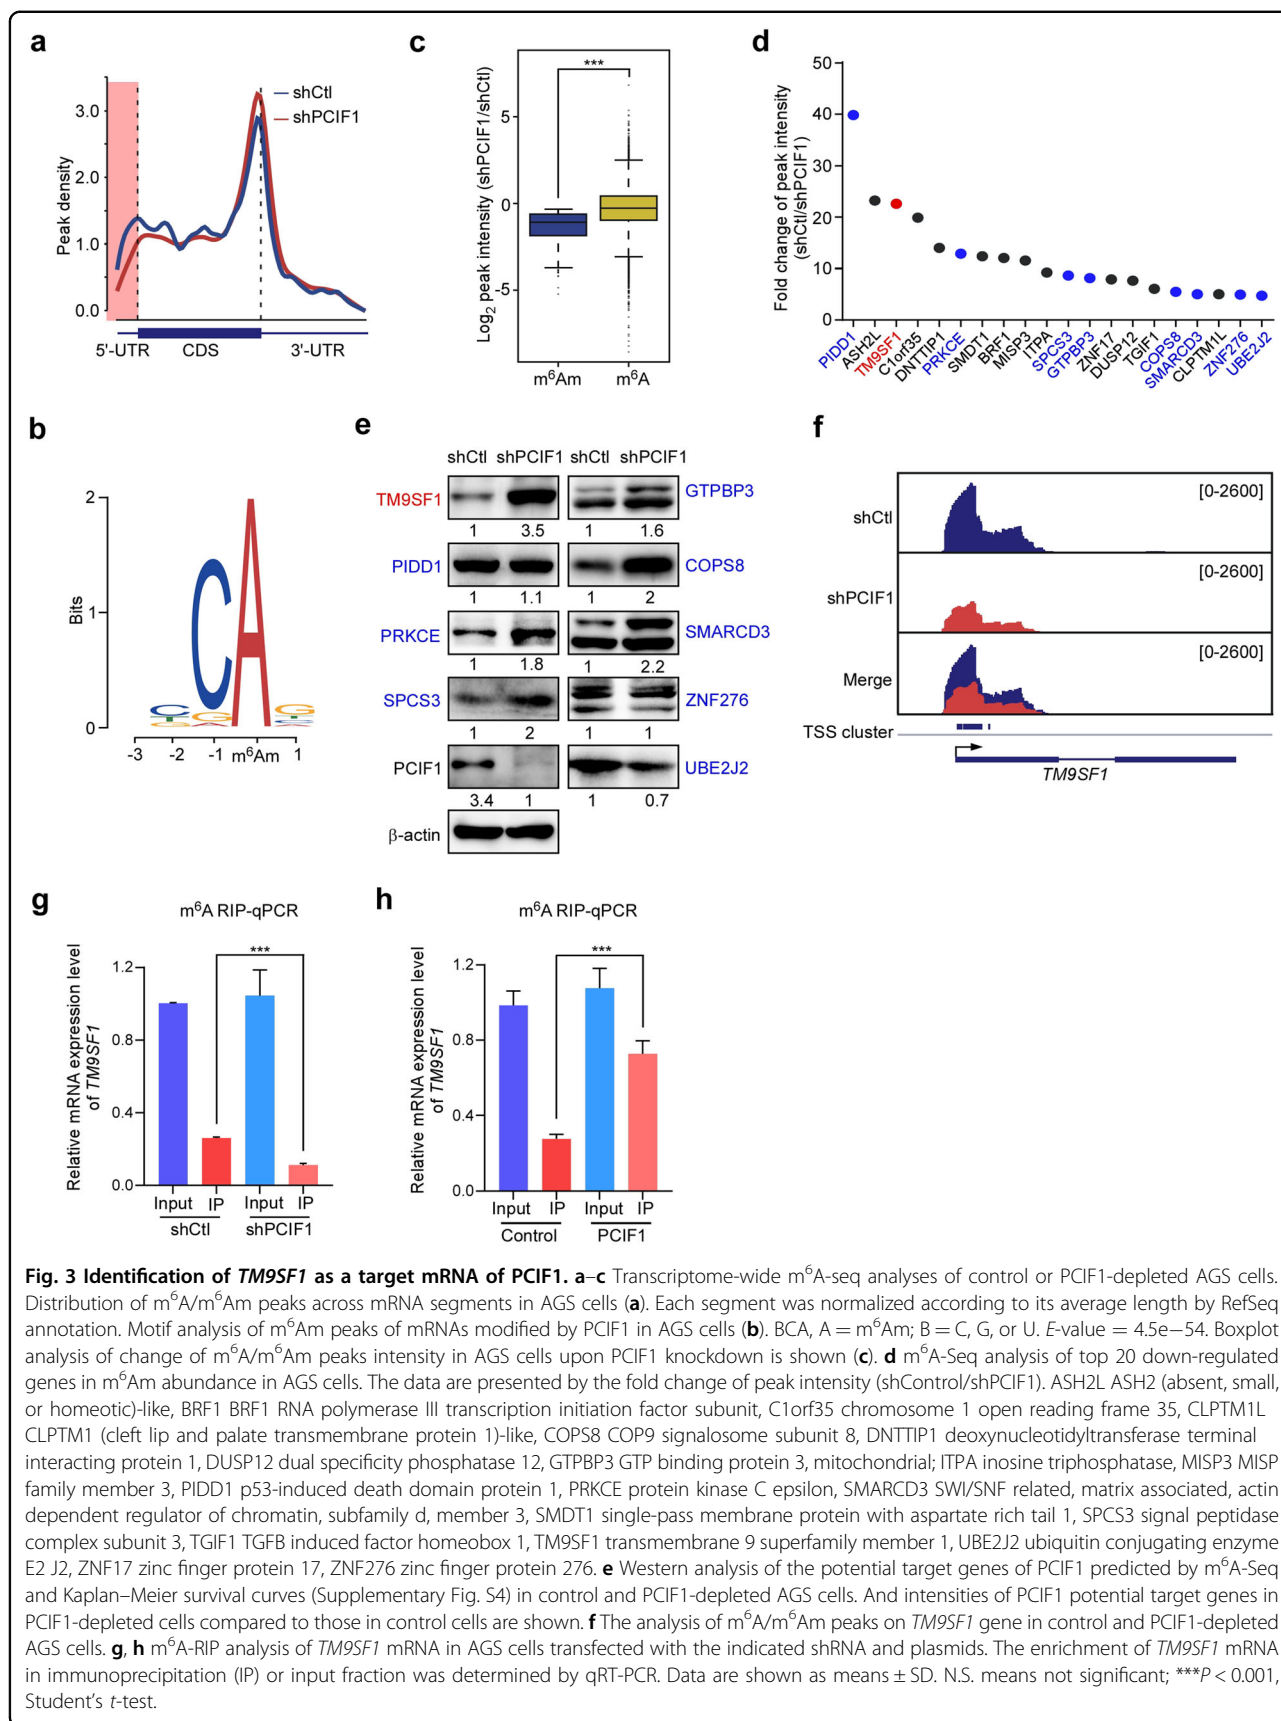 a
Peak density
3.0
2.0
1.0
0.0
shCtl
shPCIF1
5'-UTR
CDS
3'-UTR
b
Bits
2
1
0
C
A
-3
-2
-1
m⁶Am
1
c
Log₂ peak intensity (shPCIF1/shCtl)
5
0
-5
***
m⁶Am
m⁶A
d
Fold change of peak intensity
(shCtl/shPCIF1)
50
40
30
20
10
0
PIDD1
ASH2L
TM9SF1
C1orf35
DNTTIP1
PRKCE
SMDT1
BRF1
MISP3
ITPA
SPCS3
GTPBP3
ZNF17
DUSP12
TGIF1
COPS8
SMARCD3
CLPTM1L
ZNF276
UBE2J2
e
shCtl shPCIF1 shCtl shPCIF1
TM9SF1
GTPBP3
1 3.5 1 1.6
PIDD1
COPS8
1 1.1 1 2
PRKCE
SMARCD3
1 1.8 1 2.2
SPCS3
ZNF276
1 2 1 1
PCIF1
UBE2J2
3.4 1 1 0.7
β-actin
f
shCtl
[0-2600]
shPCIF1
[0-2600]
Merge
[0-2600]
TSS cluster
TM9SF1
g
m⁶A RIP-qPCR
Relative mRNA expression level
of TM9SF1
1.2
0.8
0.4
0.0
***
Input IP Input IP
shCtl shPCIF1
h
m⁶A RIP-qPCR
Relative mRNA expression level
of TM9SF1
1.2
0.8
0.4
0.0
***
Input IP Input IP
Control PCIF1
Fig. 3 Identification of TM9SF1 as a target mRNA of PCIF1. a–c Transcriptome-wide m⁶A-seq analyses of control or PCIF1-depleted AGS cells.
Distribution of m⁶A/m⁶Am peaks across mRNA segments in AGS cells (a). Each segment was normalized according to its average length by RefSeq
annotation. Motif analysis of m⁶Am peaks of mRNAs modified by PCIF1 in AGS cells (b). BCA, A = m⁶Am; B = C, G, or U. E-value = 4.5e−54. Boxplot
analysis of change of m⁶A/m⁶Am peaks intensity in AGS cells upon PCIF1 knockdown is shown (c). d m⁶A-Seq analysis of top 20 down-regulated
genes in m⁶Am abundance in AGS cells. The data are presented by the fold change of peak intensity (shControl/shPCIF1). ASH2L ASH2 (absent, small,
or homeotic)-like, BRF1 BRF1 RNA polymerase III transcription initiation factor subunit, C1orf35 chromosome 1 open reading frame 35, CLPTM1L
CLPTM1 (cleft lip and palate transmembrane protein 1)-like, COPS8 COP9 signalosome subunit 8, DNTTIP1 deoxynucleotidyltransferase terminal
interacting protein 1, DUSP12 dual specificity phosphatase 12, GTPBP3 GTP binding protein 3, mitochondrial; ITPA inosine triphosphatase, MISP3 MISP
family member 3, PIDD1 p53-induced death domain protein 1, PRKCE protein kinase C epsilon, SMARCD3 SWI/SNF related, matrix associated, actin
dependent regulator of chromatin, subfamily d, member 3, SMDT1 single-pass membrane protein with aspartate rich tail 1, SPCS3 signal peptidase
complex subunit 3, TGIF1 TGFB induced factor homeobox 1, TM9SF1 transmembrane 9 superfamily member 1, UBE2J2 ubiquitin conjugating enzyme
E2 J2, ZNF17 zinc finger protein 17, ZNF276 zinc finger protein 276. e Western analysis of the potential target genes of PCIF1 predicted by m⁶A-Seq
and Kaplan–Meier survival curves (Supplementary Fig. S4) in control and PCIF1-depleted AGS cells. And intensities of PCIF1 potential target genes in
PCIF1-depleted cells compared to those in control cells are shown. f The analysis of m⁶A/m⁶Am peaks on TM9SF1 gene in control and PCIF1-depleted
AGS cells. g, h m⁶A-RIP analysis of TM9SF1 mRNA in AGS cells transfected with the indicated shRNA and plasmids. The enrichment of TM9SF1 mRNA
in immunoprecipitation (IP) or input fraction was determined by qRT-PCR. Data are shown as means ± SD. N.S. means not significant; ***P < 0.001,
Student's t-test.